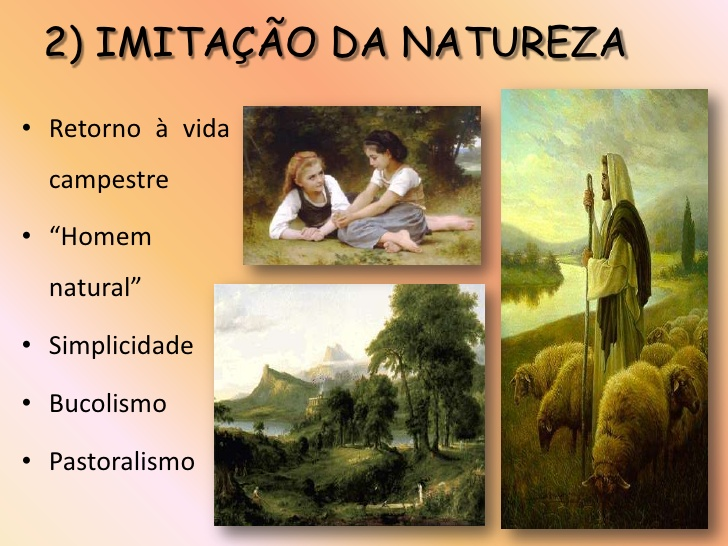 2) IMITAÇÃO DA NATUREZA
• Retorno à vida
campestre
• “Homem
natural”
• Simplicidade
• Bucolismo
• Pastoralismo